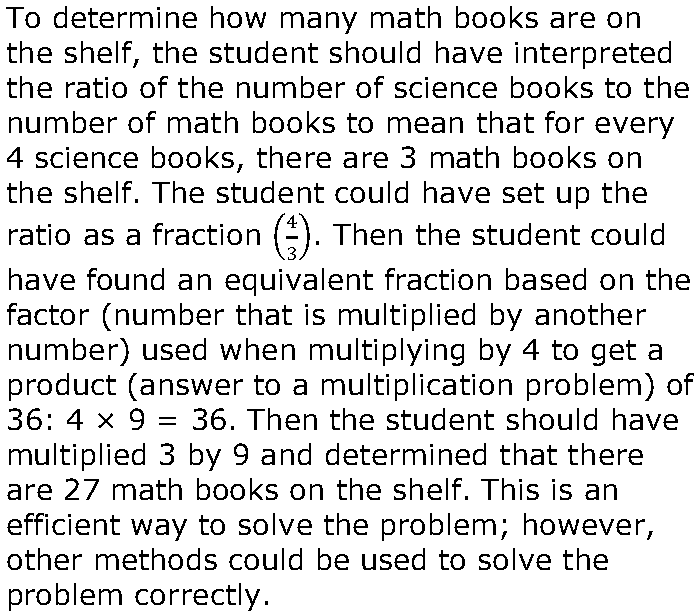 To determine how many math books are on
the shelf, the student should have interpreted
the ratio of the number of science books to the
number of math books to mean that for every
4 science books, there are 3 math books on
the shelf. The student could have set up the
ratio as a fraction (4/3). Then the student could
have found an equivalent fraction based on the
factor (number that is multiplied by another
number) used when multiplying by 4 to get a
product (answer to a multiplication problem) of
36: 4 × 9 = 36. Then the student should have
multiplied 3 by 9 and determined that there
are 27 math books on the shelf. This is an
efficient way to solve the problem; however,
other methods could be used to solve the
problem correctly.